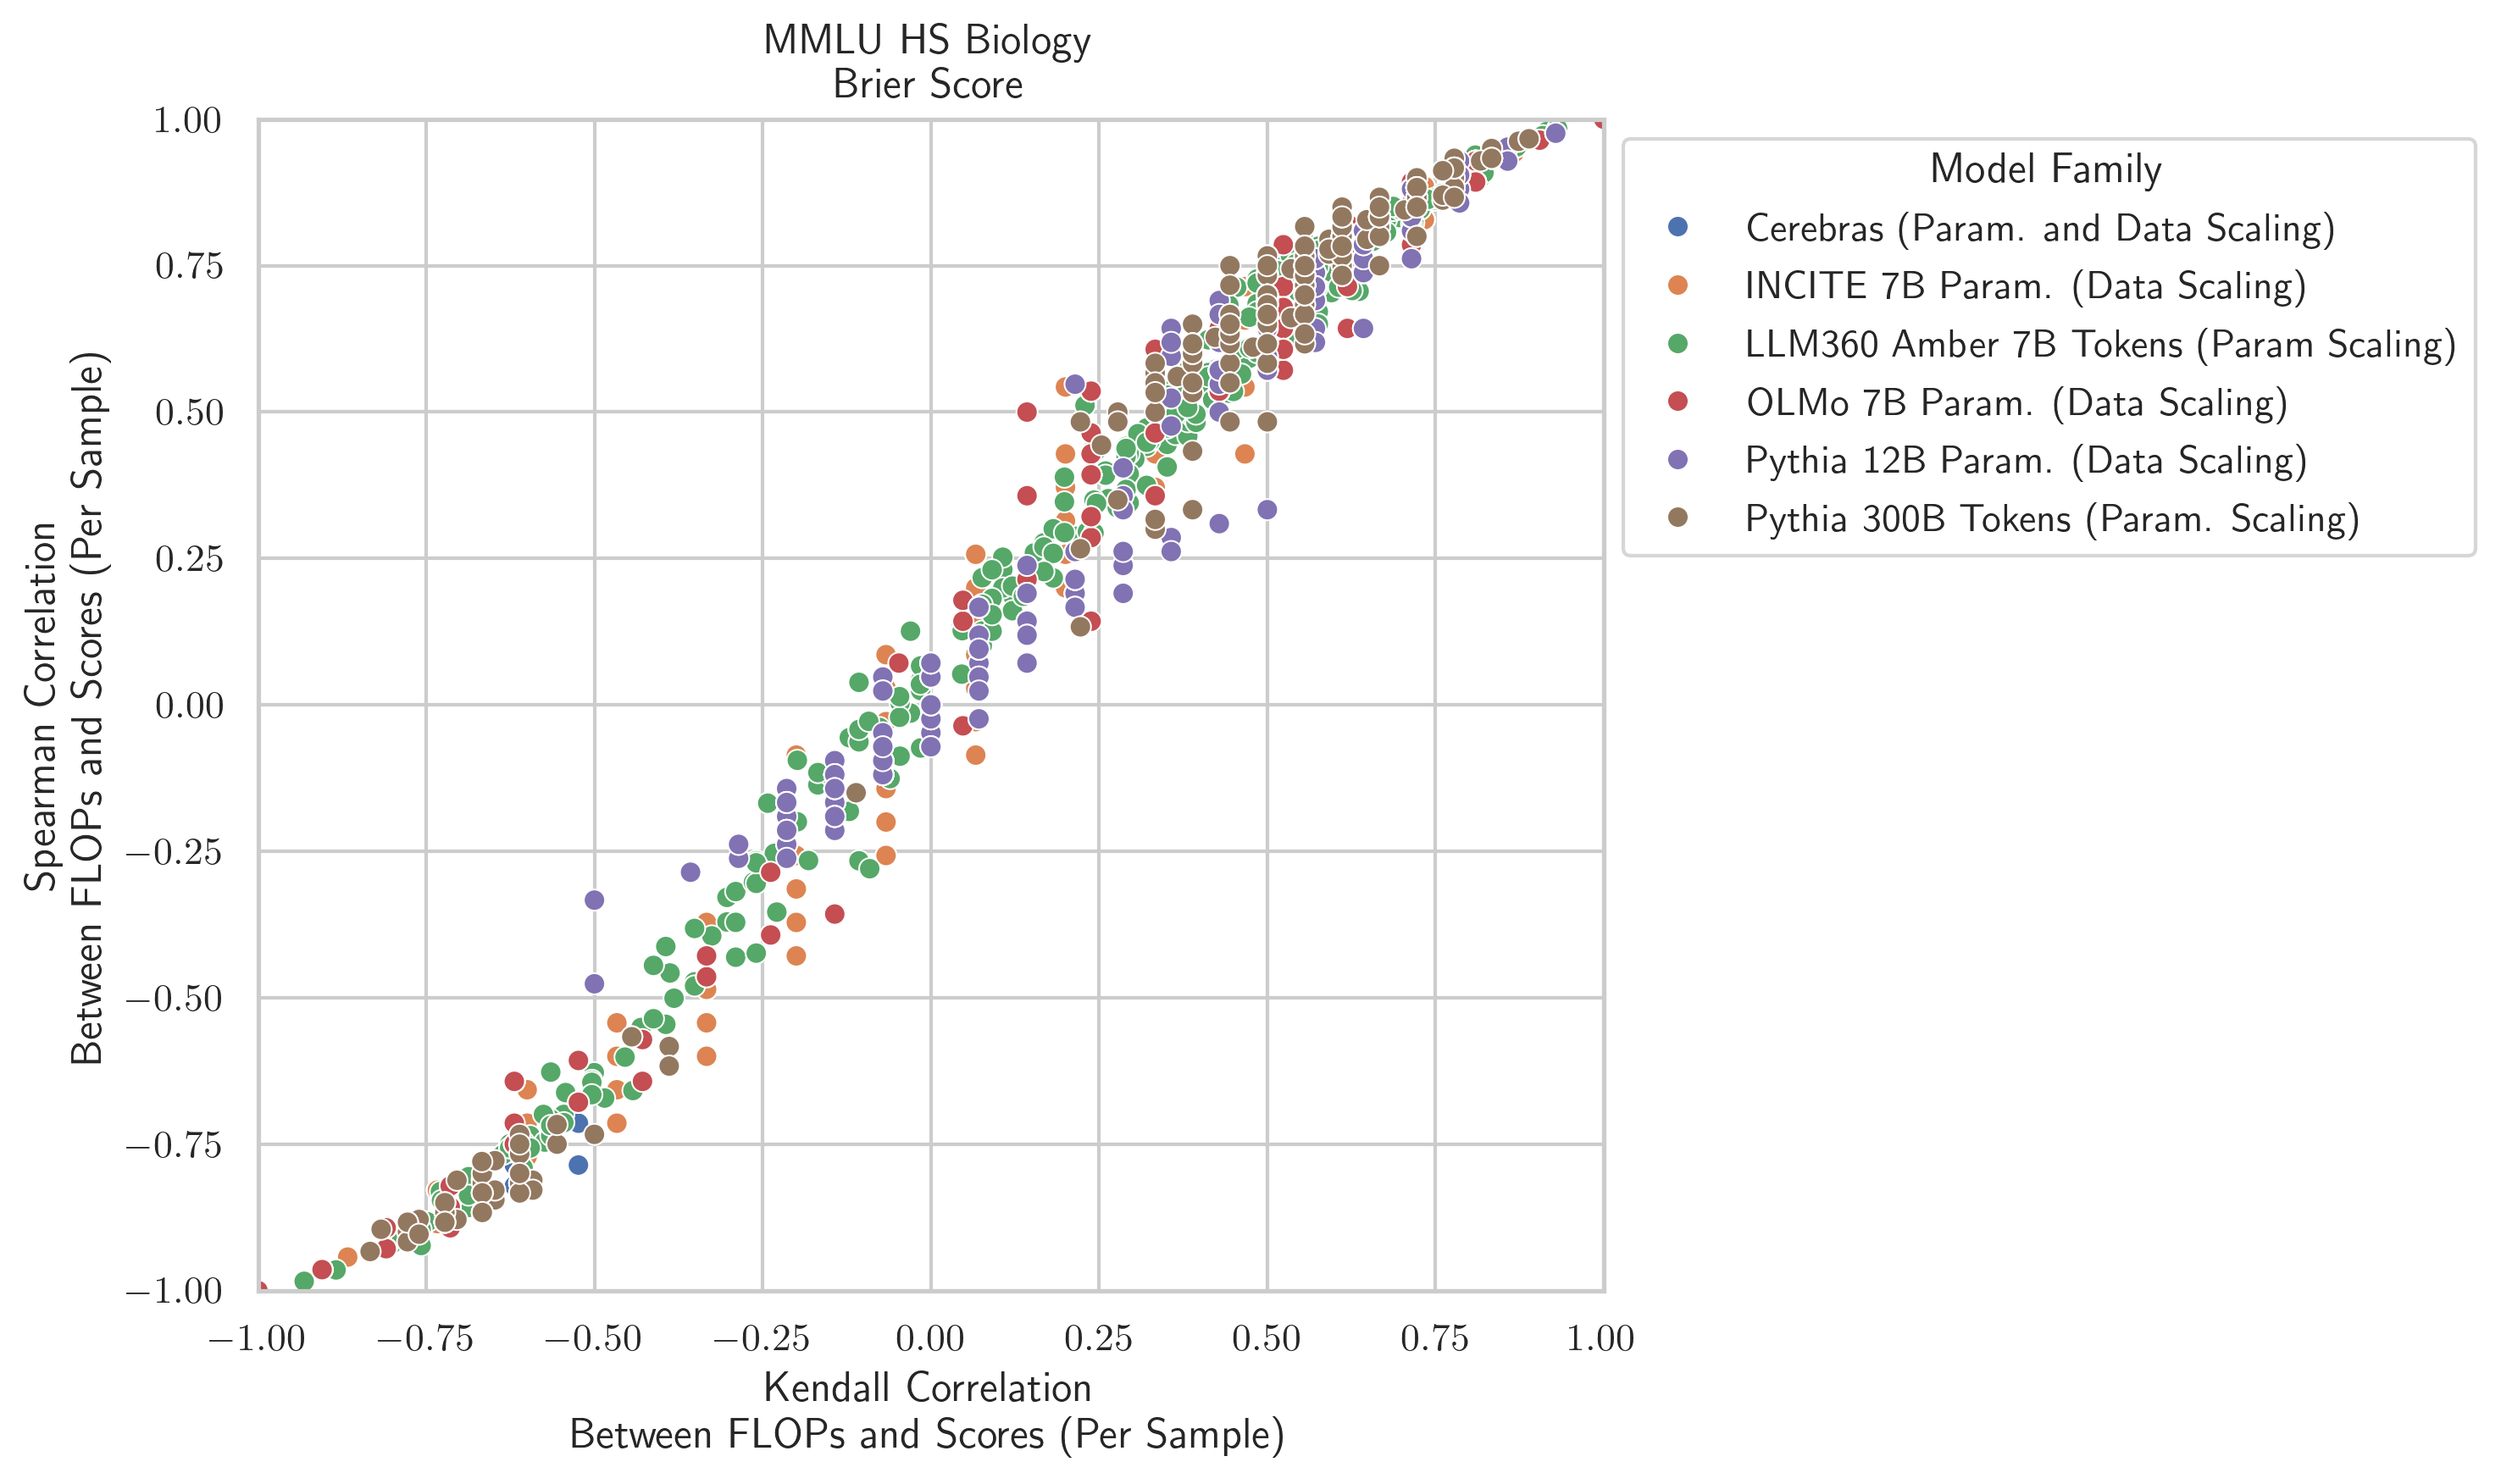 MMLU HS Biology
Brier Score
Spearman Correlation
Between FLOPs and Scores (Per Sample)
1.00
0.75
0.50
0.25
0.00
−0.25
−0.50
−0.75
−1.00
−1.00
−0.75
−0.50
−0.25
0.00
0.25
0.50
0.75
1.00
Kendall Correlation
Between FLOPs and Scores (Per Sample)
Model Family
Cerebras (Param. and Data Scaling)
INCITE 7B Param. (Data Scaling)
LLM360 Amber 7B Tokens (Param Scaling)
OLMo 7B Param. (Data Scaling)
Pythia 12B Param. (Data Scaling)
Pythia 300B Tokens (Param. Scaling)